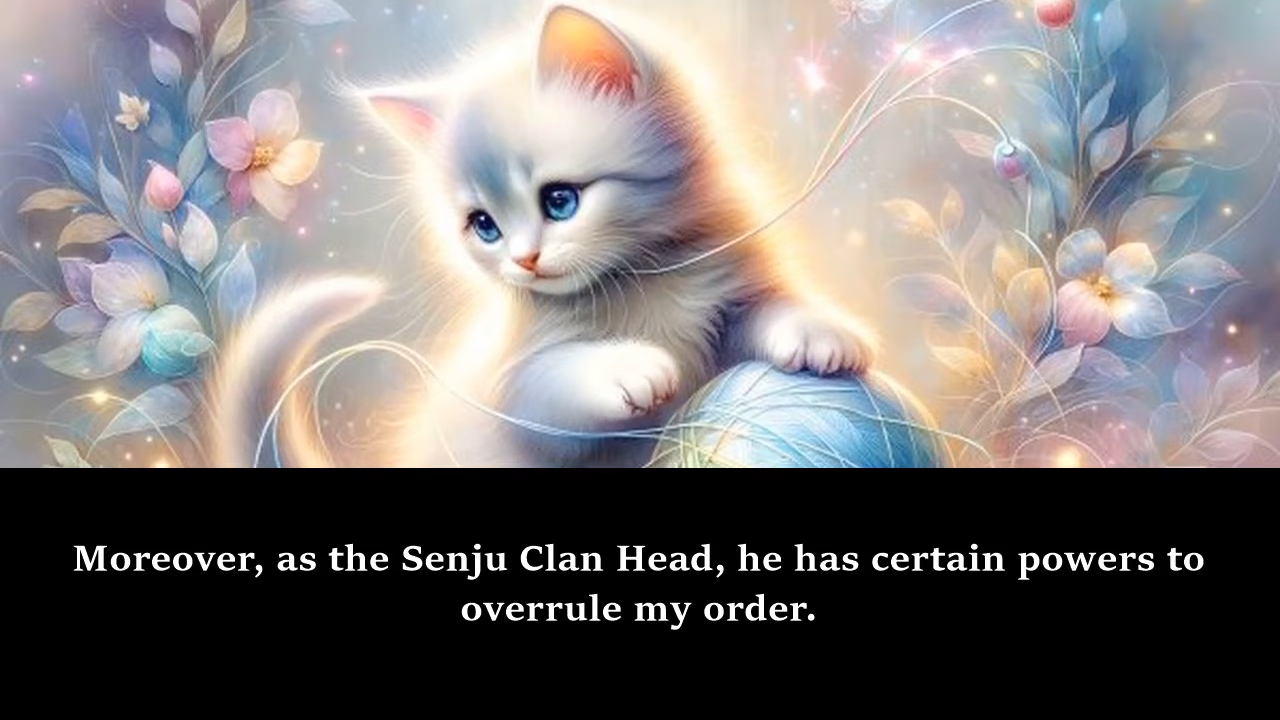 Moreover, as the Senju Clan Head, he has certain powers to
overrule my order.